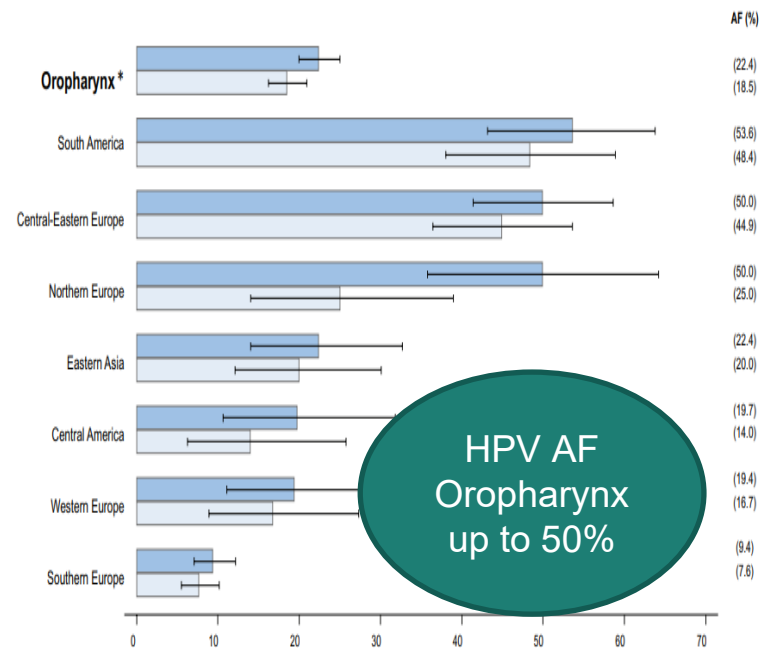 AF (%)
Oropharynx *
(22.4)
(18.5)
South America
(53.6)
(48.4)
Central-Eastern Europe
(50.0)
(44.9)
Northern Europe
(50.0)
(25.0)
Eastern Asia
(22.4)
(20.0)
Central America
(19.7)
(14.0)
Western Europe
(19.4)
(16.7)
Southern Europe
(9.4)
(7.6)
HPV AF
Oropharynx
up to 50%
0 10 20 30 40 50 60 70